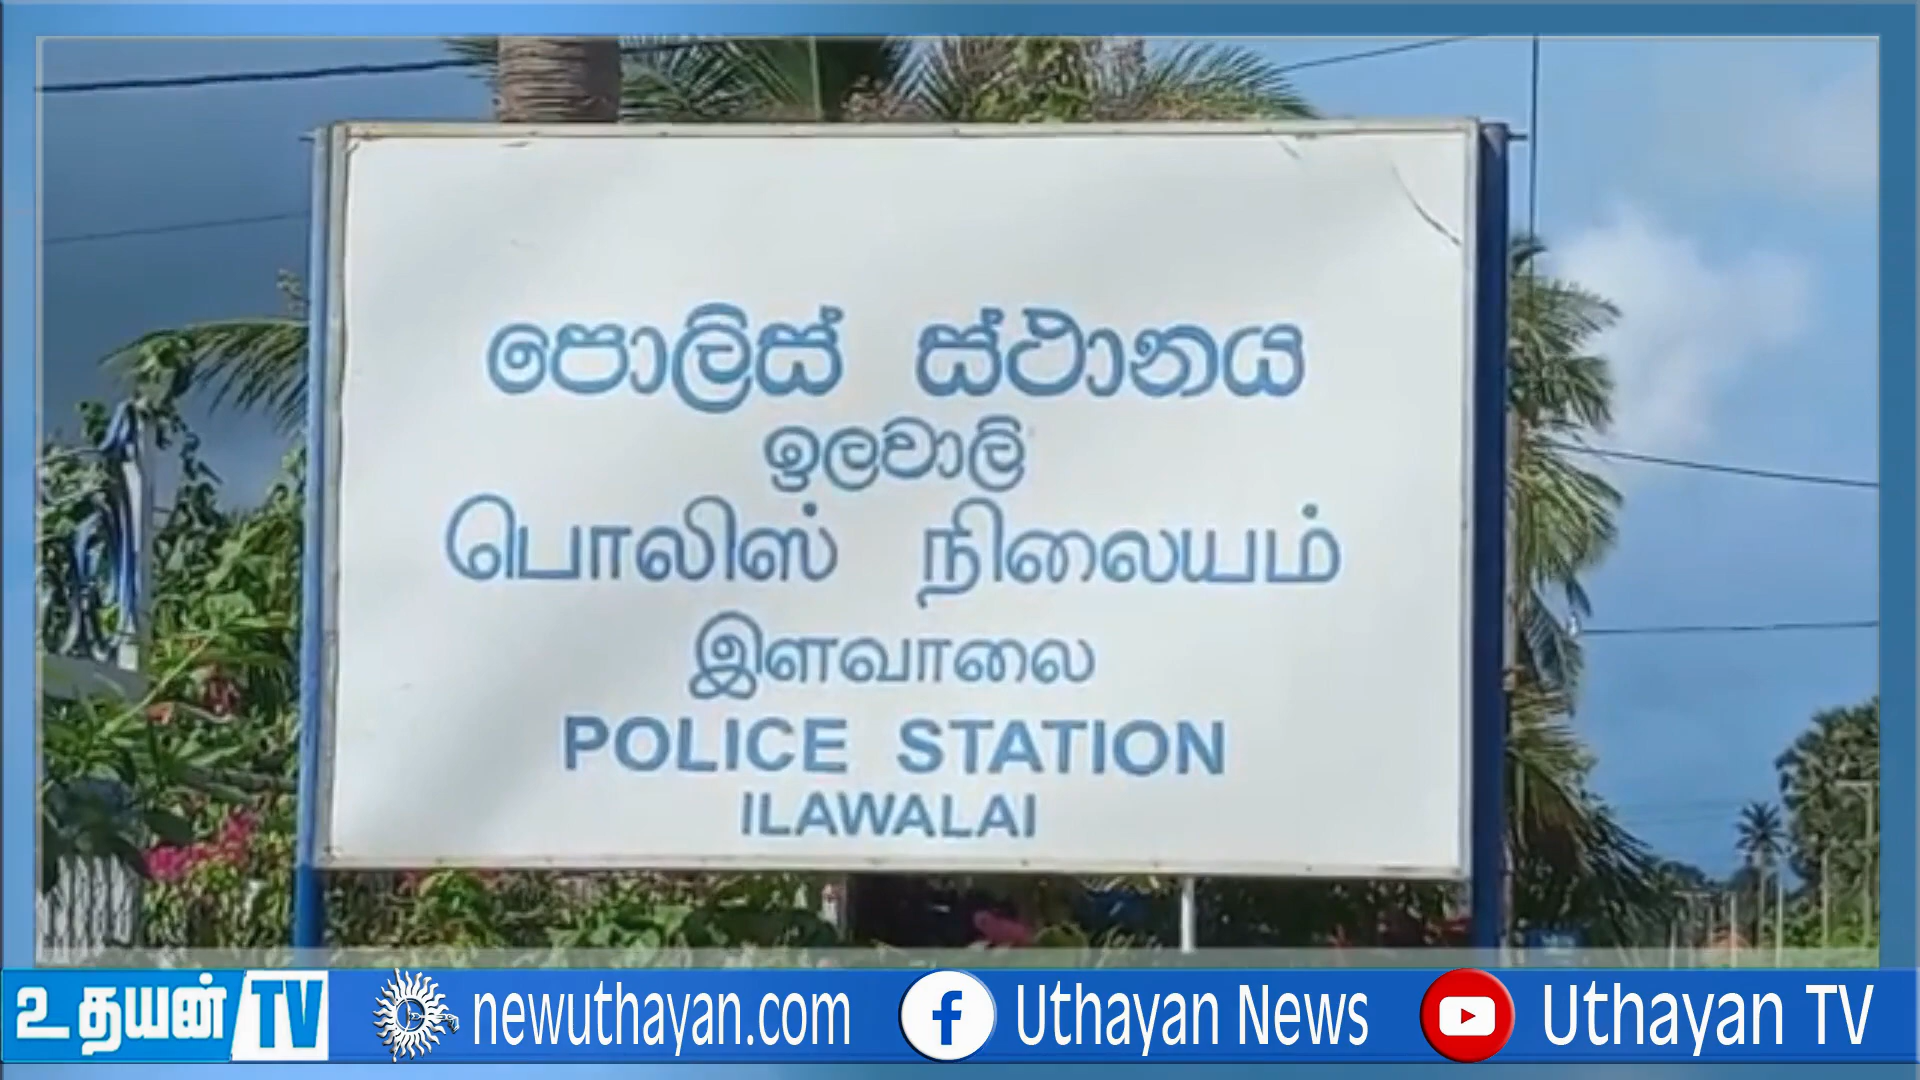 පොලිස් ස්ථානය
ඉලවාලි
பொலிஸ் நிலையம்
இளவாலை
POLICE STATION
ILAWALAI
உதயன் TV newuthayan.com Uthayan News Uthayan TV